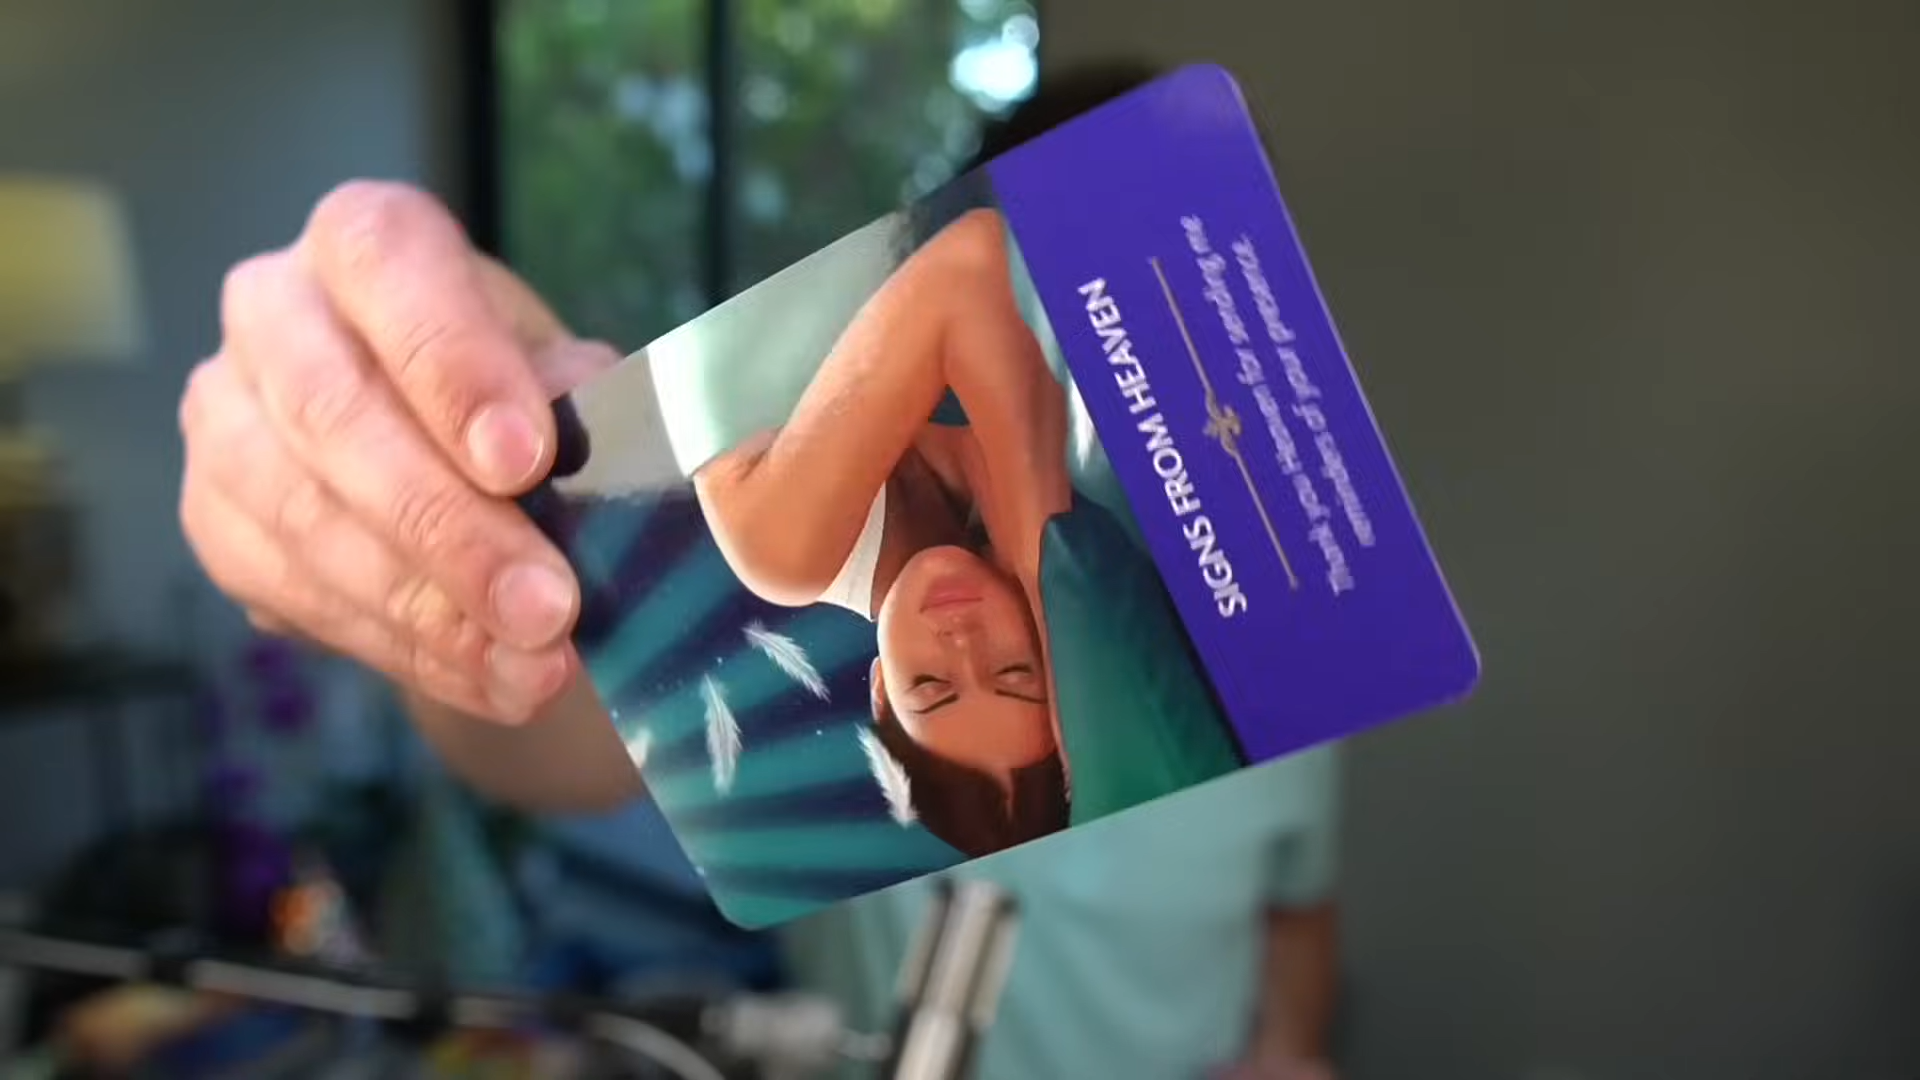 SIGNS FROM HEAVEN
Thank you Heaven for sending me
reminders of your presence.